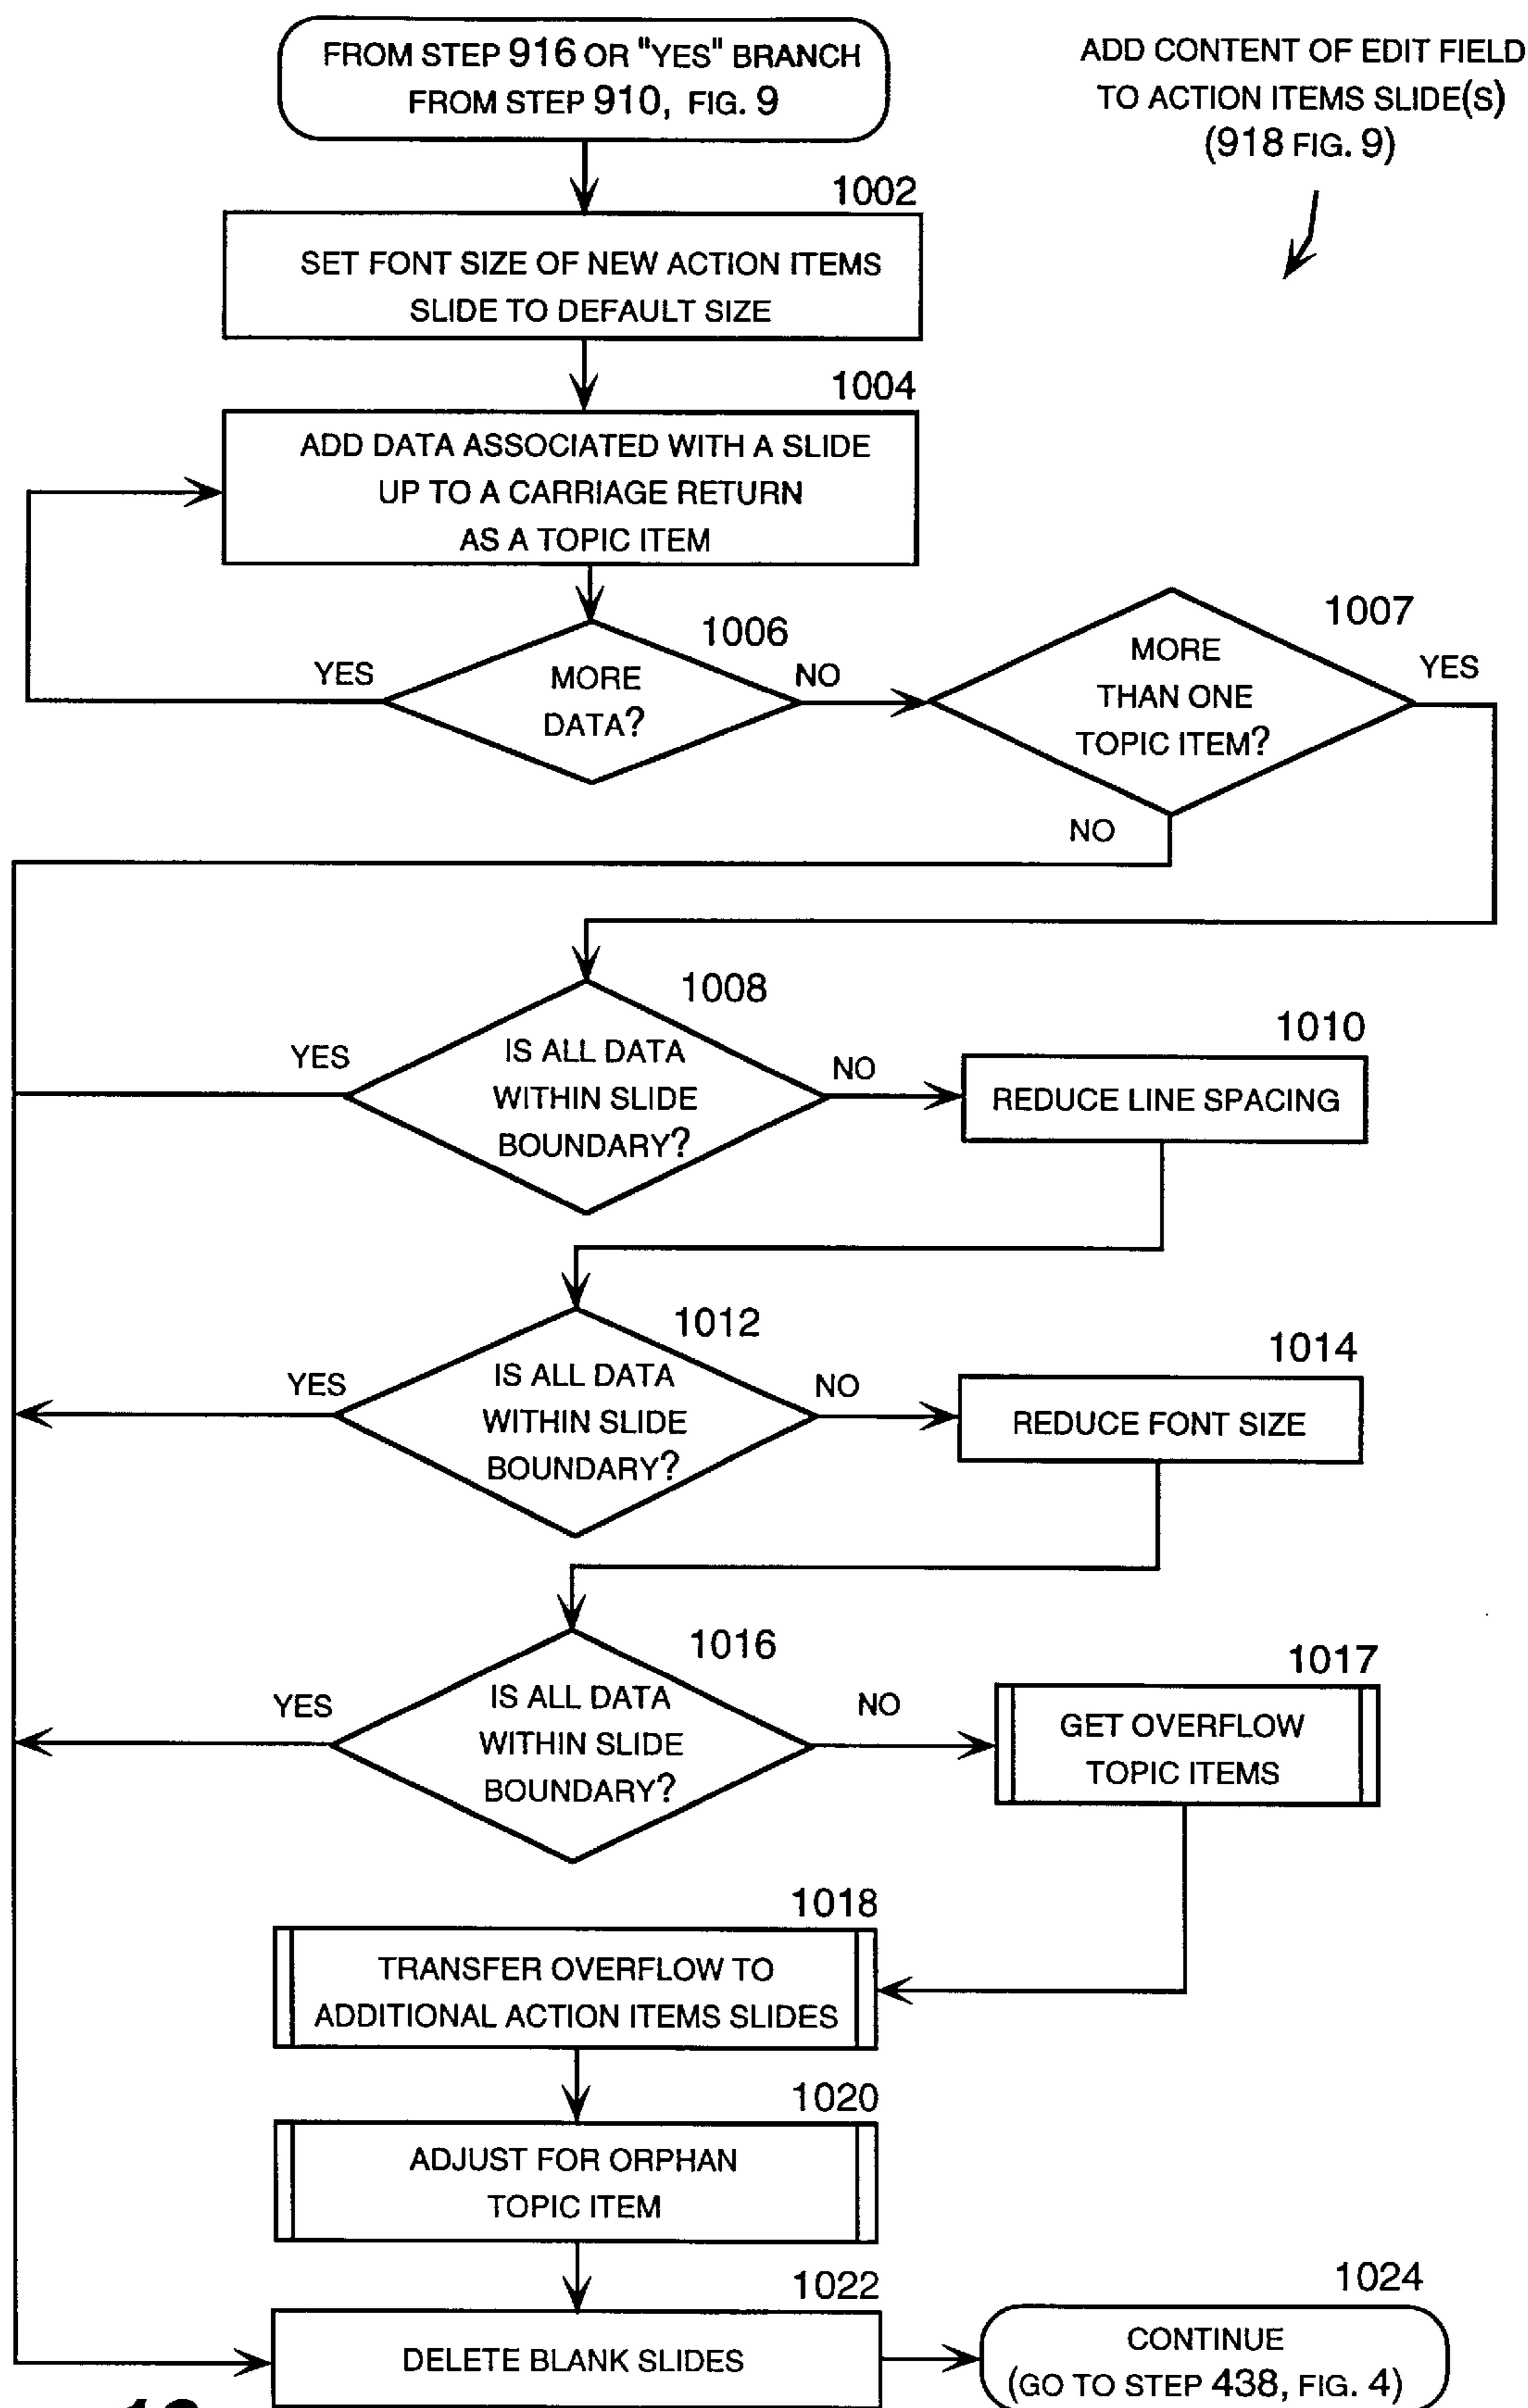 FROM STEP 916 OR "YES" BRANCH
FROM STEP 910, FIG. 9
ADD CONTENT OF EDIT FIELD
TO ACTION ITEMS SLIDE(S)
(918 FIG. 9)
1002
SET FONT SIZE OF NEW ACTION ITEMS
SLIDE TO DEFAULT SIZE
1004
ADD DATA ASSOCIATED WITH A SLIDE
UP TO A CARRIAGE RETURN
AS A TOPIC ITEM
1006
YES
MORE
DATA?
NO
1007
MORE
THAN ONE
TOPIC ITEM?
YES
NO
1008
YES
IS ALL DATA
WITHIN SLIDE
BOUNDARY?
NO
1010
REDUCE LINE SPACING
1012
YES
IS ALL DATA
WITHIN SLIDE
BOUNDARY?
NO
1014
REDUCE FONT SIZE
1016
YES
IS ALL DATA
WITHIN SLIDE
BOUNDARY?
NO
1017
GET OVERFLOW
TOPIC ITEMS
1018
TRANSFER OVERFLOW TO
ADDITIONAL ACTION ITEMS SLIDES
1020
ADJUST FOR ORPHAN
TOPIC ITEM
1022
DELETE BLANK SLIDES
1024
CONTINUE
(GO TO STEP 438, FIG. 4)